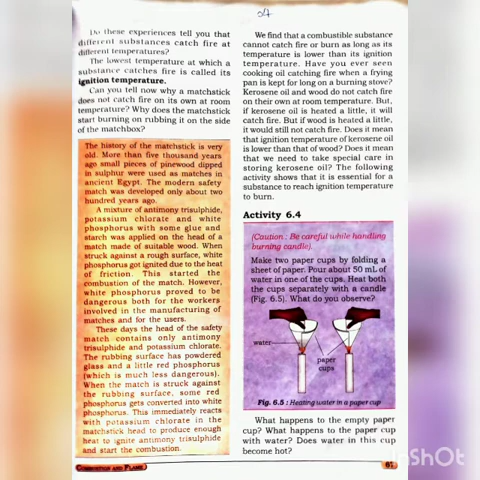 24
Do these experiences tell you that
different substances catch fire at
different temperatures?
The lowest temperature at which a
substance catches fire is called its
ignition temperature.
Can you tell now why a matchstick
does not catch fire on its own at room
temperature? Why does the matchstick
start burning on rubbing it on the side
of the matchbox?
The history of the matchstick is very
old. More than five thousand years
ago small pieces of pinewood dipped
in sulphur were used as matches in
ancient Egypt. The modern safety
match was developed only about two
hundred years ago.
A mixture of antimony trisulphide,
potassium chlorate and white
phosphorus with some glue and
starch was applied on the head of a
match made of suitable wood. When
struck against a rough surface, white
phosphorus got ignited due to the heat
of friction. This started the
combustion of the match. However,
white phosphorus proved to be
dangerous both for the workers
involved in the manufacturing of
matches and for the users.
These days the head of the safety
match contains only antimony
trisulphide and potassium chlorate.
The rubbing surface has powdered
glass and a little red phosphorus
(which is much less dangerous).
When the match is struck against
the rubbing surface, some red
phosphorus gets converted into white
phosphorus. This immediately reacts
with potassium chlorate in the
matchstick head to produce enough
heat to ignite antimony trisulphide
and start the combustion.
COMBUSTION AND FLAME
We find that a combustible substance
cannot catch fire or burn as long as its
temperature is lower than its ignition
temperature. Have you ever seen
cooking oil catching fire when a frying
pan is kept for long on a burning stove?
Kerosene oil and wood do not catch fire
on their own at room temperature. But,
if kerosene oil is heated a little, it will
catch fire. But if wood is heated a little,
it would still not catch fire. Does it mean
that ignition temperature of kerosene oil
is lower than that of wood? Does it mean
that we need to take special care in
storing kerosene oil? The following
activity shows that it is essential for a
substance to reach ignition temperature
to burn.
Activity 6.4
(Caution : Be careful while handling
burning candle).
Make two paper cups by folding a
sheet of paper. Pour about 50 mL of
water in one of the cups. Heat both
the cups separately with a candle
(Fig. 6.5). What do you observe?
water
paper
cups
Fig. 6.5 : Heating water in a paper cup
What happens to the empty paper
cup? What happens to the paper cup
with water? Does water in this cup
become hot?